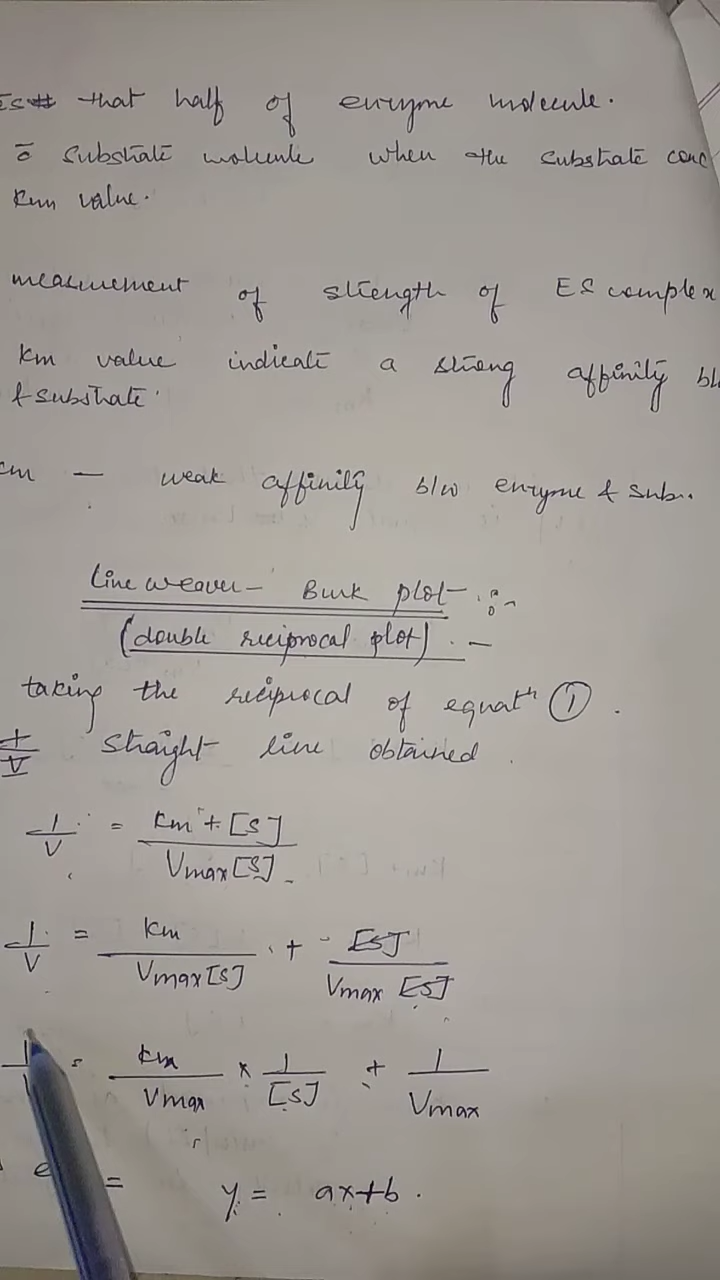 that half of enzyme molecule.
c̄ substrate molecule when the substrate conc
Km value.
measurement of strength of ES complex
Km value indicate a strong affinity b/w
& substrate.
Km — weak affinity b/w enzyme & sub..
Line weaver - Burk plot :-
(double reciprocal plot). -
taking the reciprocal of equatⁿ ①.
straight line obtained.
1/V = Km + [S] / Vmax [S]
1/V = Km / Vmax [S] + [S] / Vmax [S]
1/V = Km / Vmax × 1/[S] + 1/Vmax
= y = ax+b.